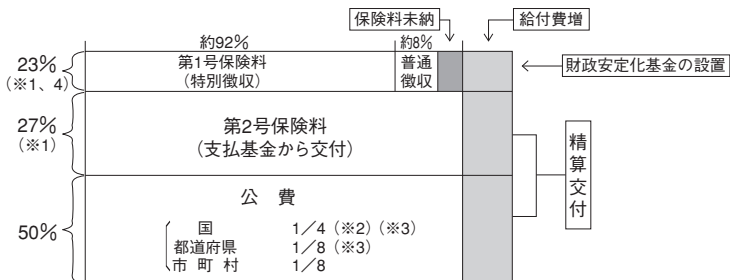 保険料未納
給付費増
約92%
約8%
23%
(※1、4)
第1号保険料
(特別徴収)
普通
徴収
財政安定化基金の設置
27%
(※1)
第2号保険料
(支払基金から交付)
精算交付
50%
公 費
国 1/4(※2)(※3)
都道府県 1/8(※3)
市町村 1/8